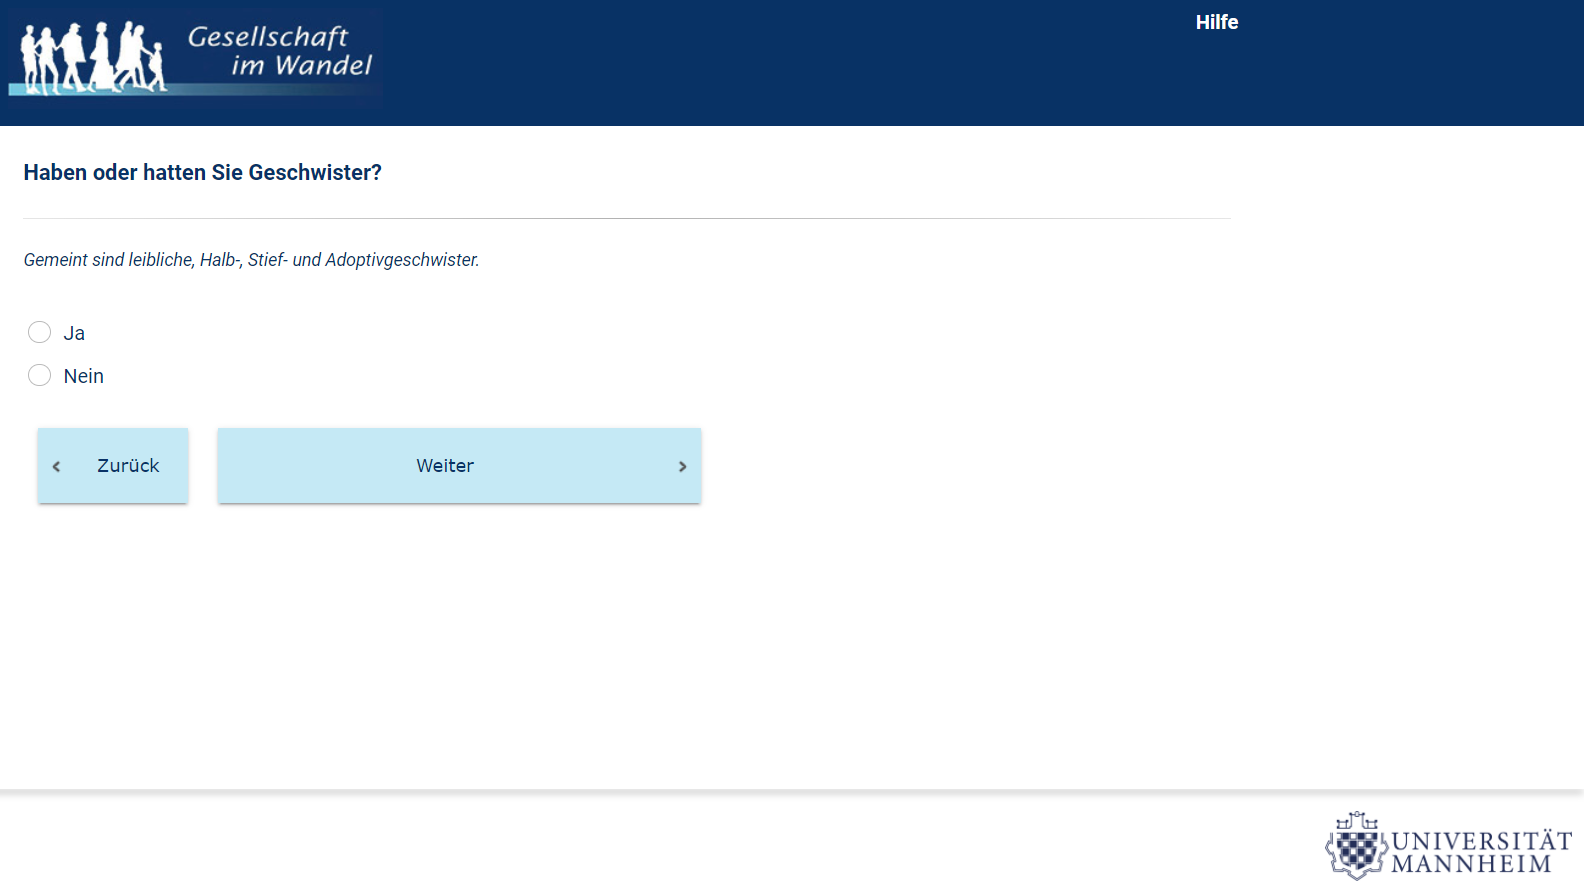 Gesellschaft
im Wandel
Hilfe
Haben oder hatten Sie Geschwister?
Gemeint sind leibliche, Halb-, Stief- und Adoptivgeschwister.
Ja
Nein
Zurück
Weiter
UNIVERSITÄT
MANNHEIM